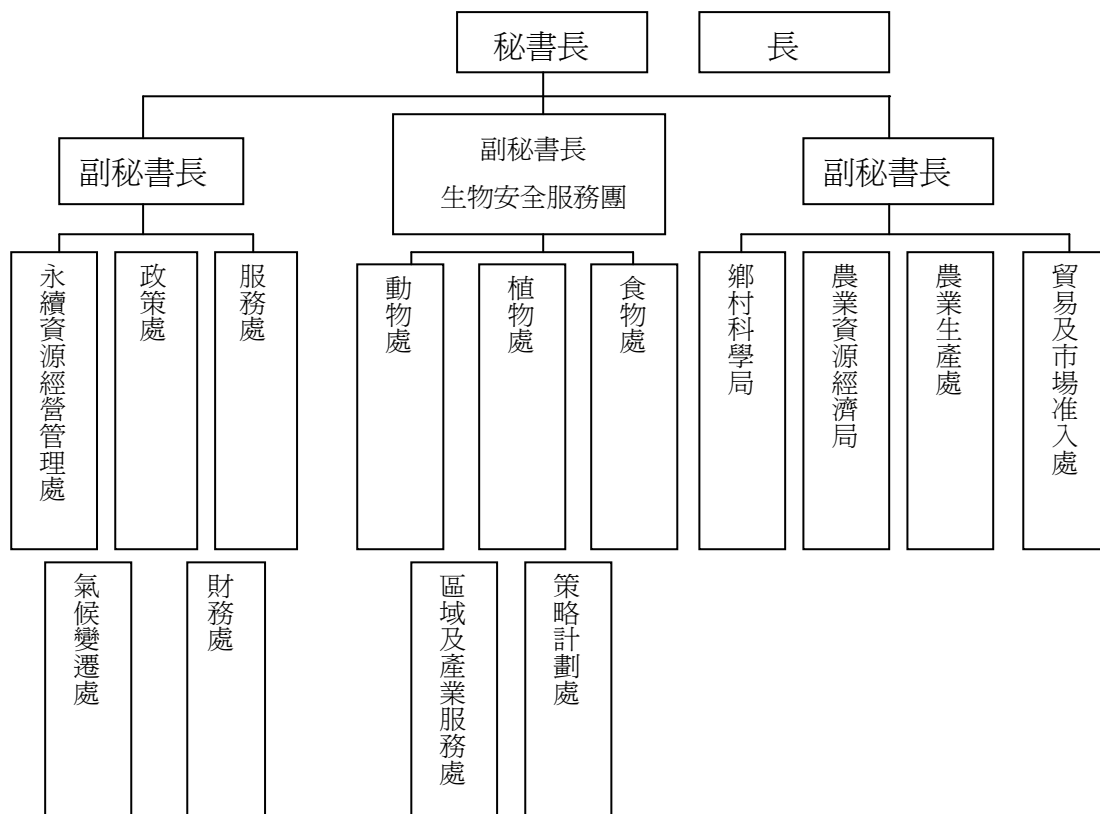 秘書長
長
副秘書長
副秘書長
生物安全服務團
副秘書長
永續資源經營管理處
政策處
服務處
動物處
植物處
食物處
鄉村科學局
農業資源經濟局
農業生產處
貿易及市場准入處
氣候變遷處
財務處
區域及產業服務處
策略計劃處